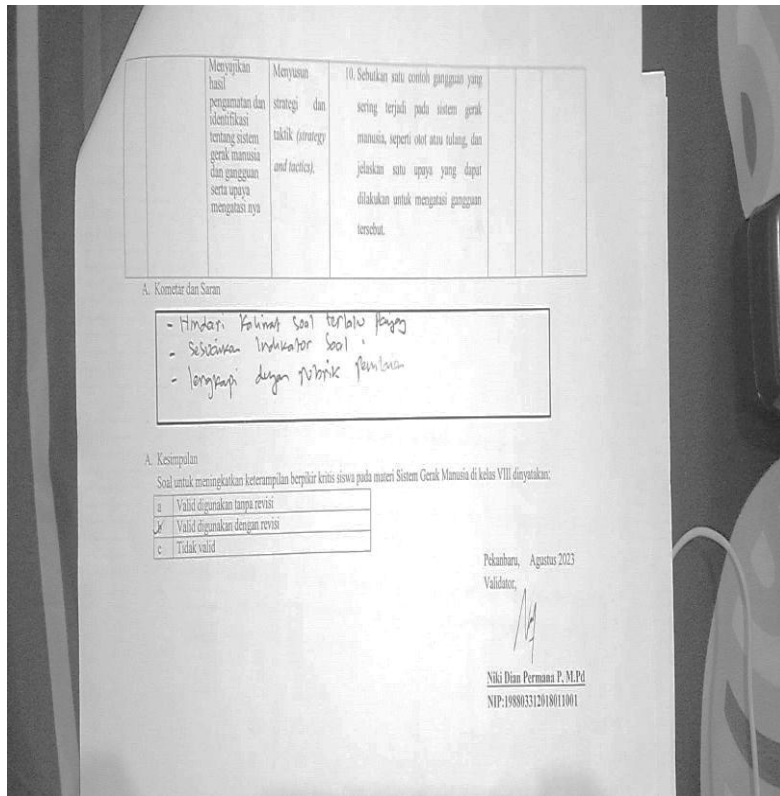 Menyajikan
hasil
pengamatan dan
identifikasi
tentang sistem
gerak manusia
dan gangguan
serta upaya
mengatasi nya
Menyusun
strategi dan
taktik (strategy
and tactics).
10. Sebutkan satu contoh gangguan yang
sering terjadi pada sistem gerak
manusia, seperti otot atau tulang, dan
jelaskan satu upaya yang dapat
dilakukan untuk mengatasi gangguan
tersebut.
A. Kometar dan Saran
- Hindari Kalimat Soal terlalu
- Sesuaikan Indikator Soal
- lengkapi dengan rubrik penilaian
A. Kesimpulan
Soal untuk meningkatkan keterampilan berpikir kritis siswa pada materi Sistem Gerak Manusia di kelas VIII dinyatakan:
a Valid digunakan tanpa revisi
b Valid digunakan dengan revisi
c Tidak valid
Pekanbaru, Agustus 2023
Validator,
Niki Dian Permana P, M.Pd
NIP:198803312018011001